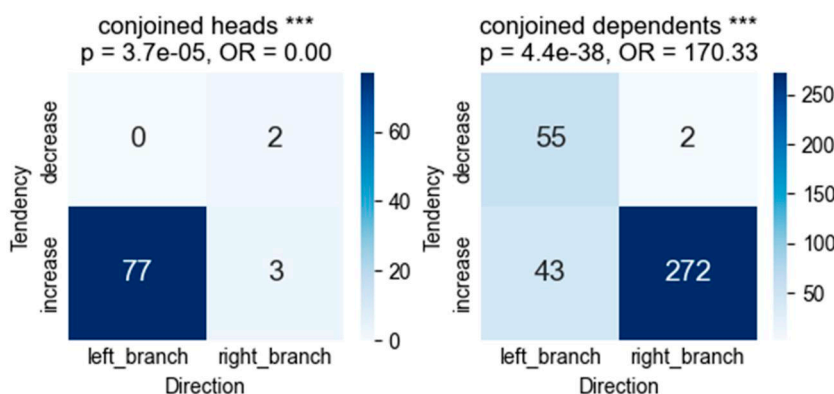 conjoined heads ***
p = 3.7e-05, OR = 0.00
Tendency
decrease
increase
0 2
77 3
60
40
20
0
left_branch right_branch
Direction
conjoined dependents ***
p = 4.4e-38, OR = 170.33
Tendency
decrease
increase
55 2
43 272
250
200
150
100
50
left_branch right_branch
Direction